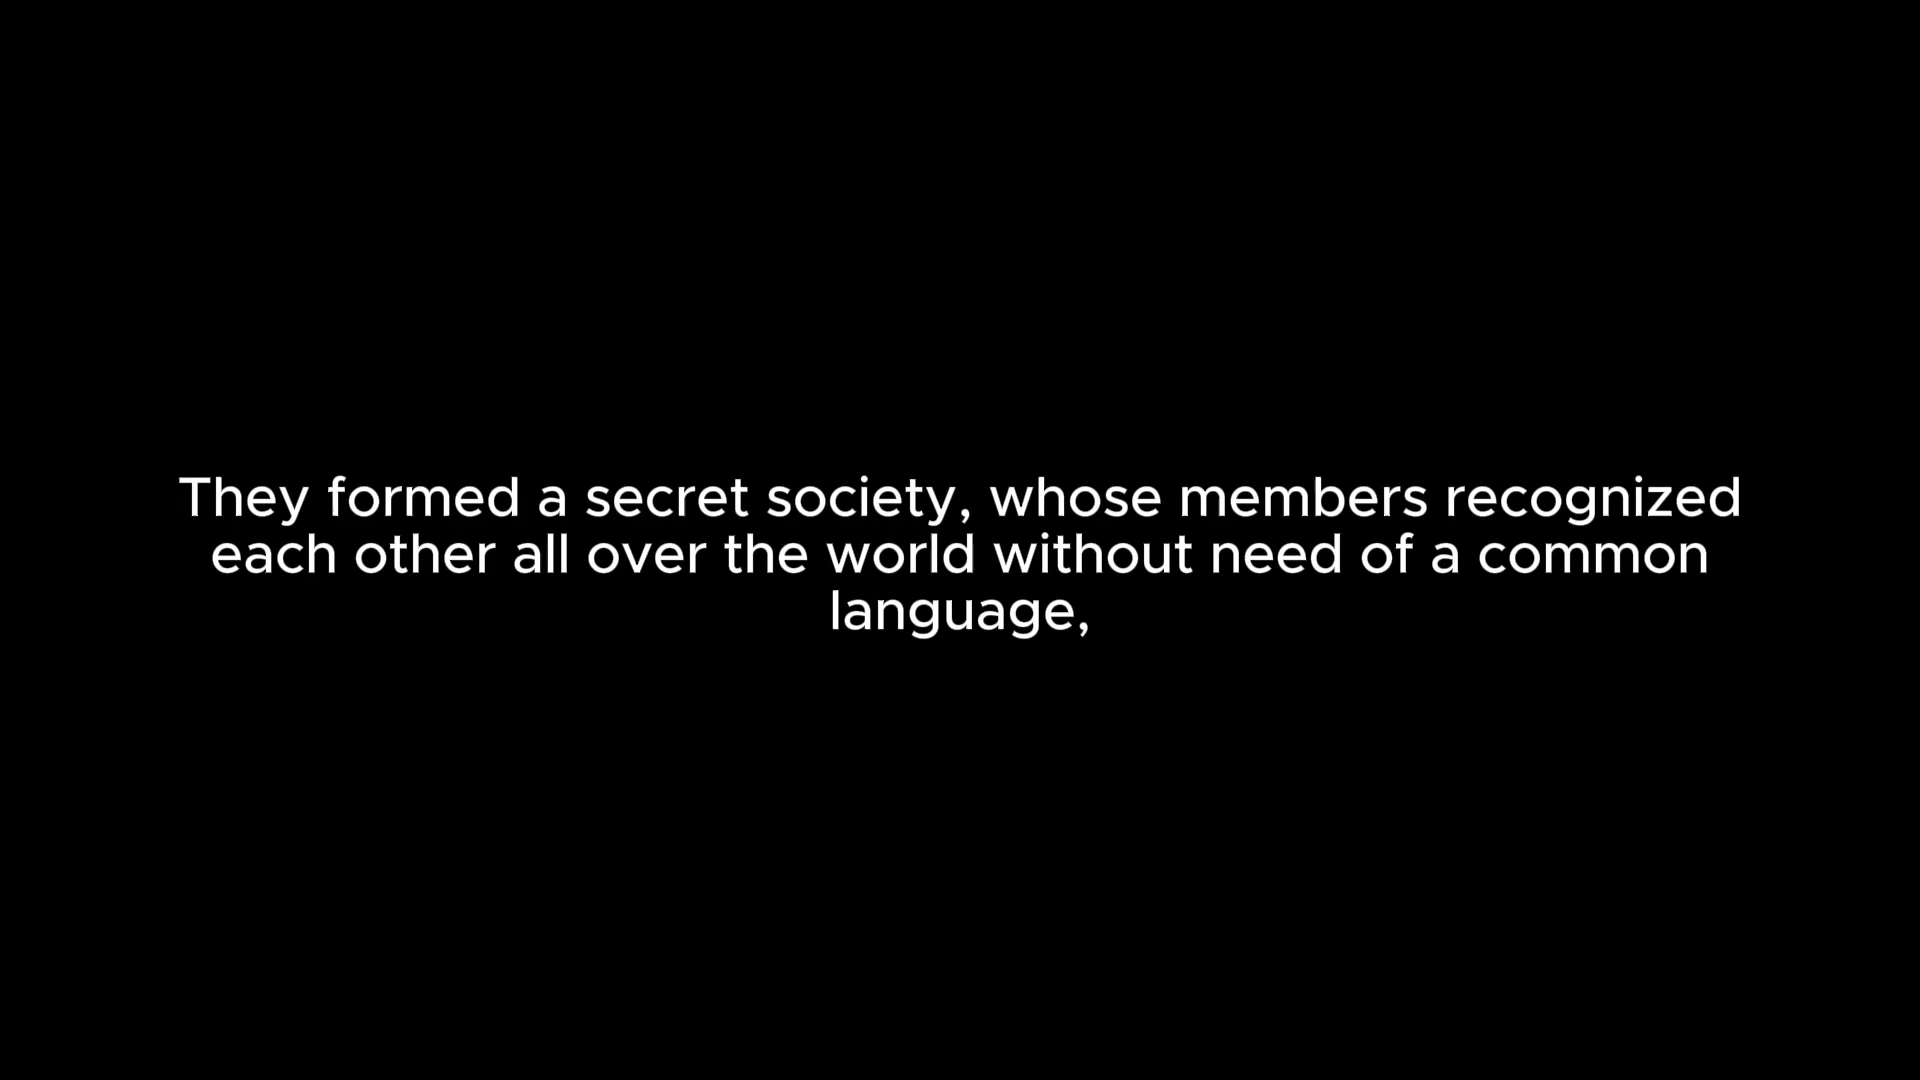 They formed a secret society, whose members recognized
each other all over the world without need of a common
language,